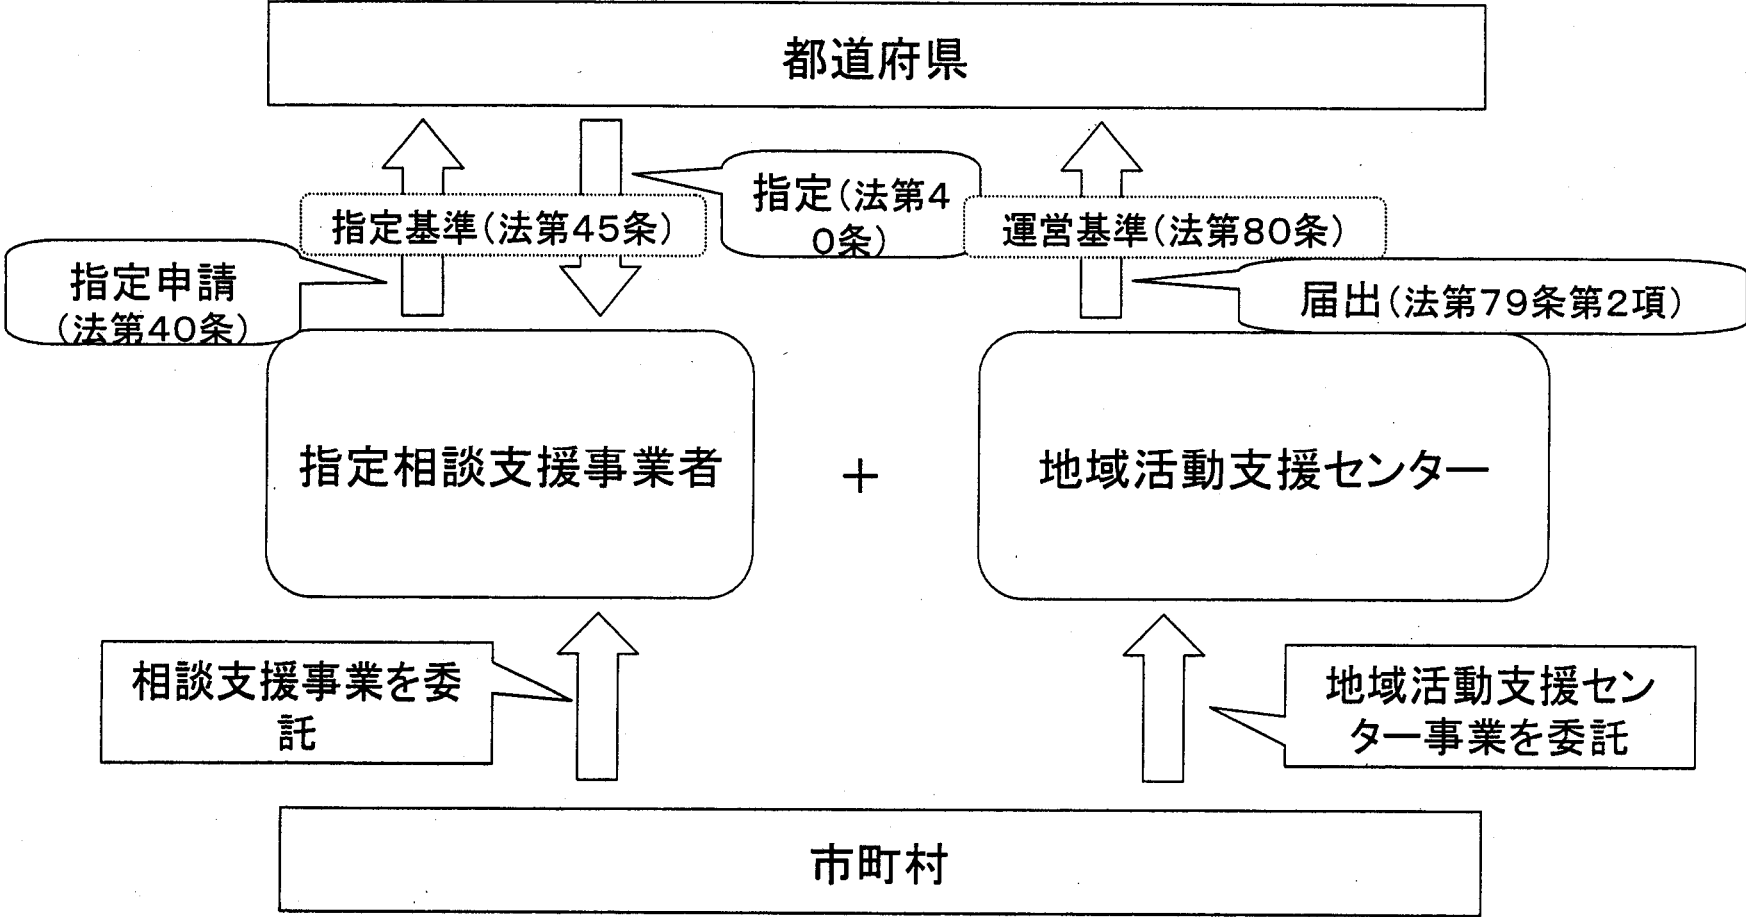 都道府県
指定(法第4
0条)
指定基準(法第45条)
運営基準(法第80条)
指定申請
(法第40条)
届出(法第79条第2項)
指定相談支援事業者
+
地域活動支援センター
相談支援事業を委
託
地域活動支援セン
ター事業を委託
市町村